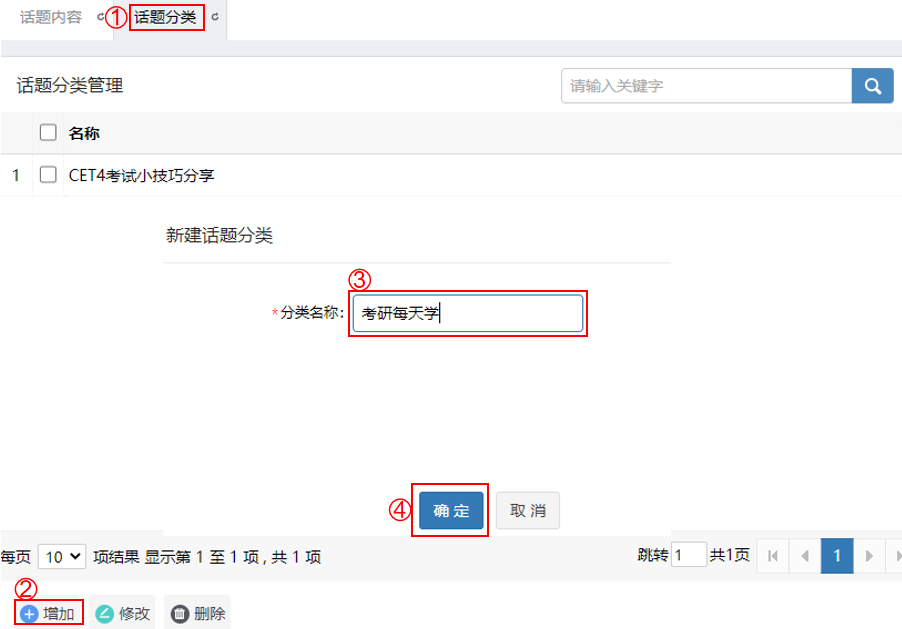 话题内容 ① 话题分类
话题分类管理 请输入关键字
名称
1 CET4考试小技巧分享
新建话题分类
③
*分类名称: 考研每天学
④ 确定 取消
每页 10 项结果 显示第 1 至 1 项 , 共 1 项 跳转 1 共1页 1
②
增加 修改 删除